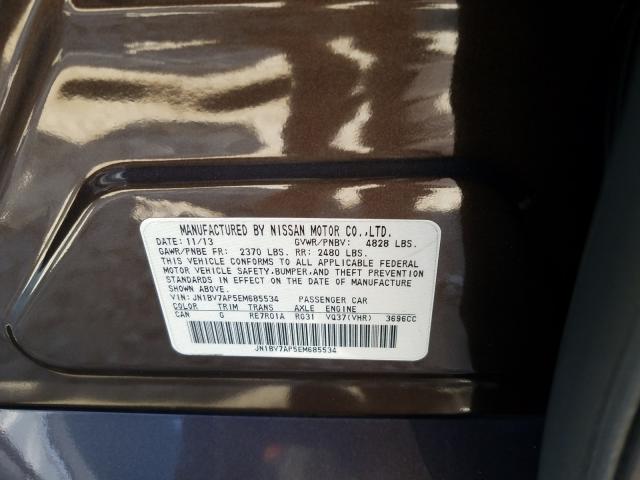 MANUFACTURED BY NISSAN MOTOR CO.,LTD.
DATE: 11/13 GVWR/PNBV: 4828 LBS.
GAWR/PNBE FR: 2370 LBS. RR: 2480 LBS.
THIS VEHICLE CONFORMS TO ALL APPLICABLE FEDERAL
MOTOR VEHICLE SAFETY,BUMPER,AND THEFT PREVENTION
STANDARDS IN EFFECT ON THE DATE OF MANUFACTURE
SHOWN ABOVE.
VIN: JN1BV7AP5EM685534 PASSENGER CAR
COLOR TRIM TRANS AXLE ENGINE
CAN G RE7R01A RG31 VQ37(VHR) 3696CC
JN1BV7AP5EM685534